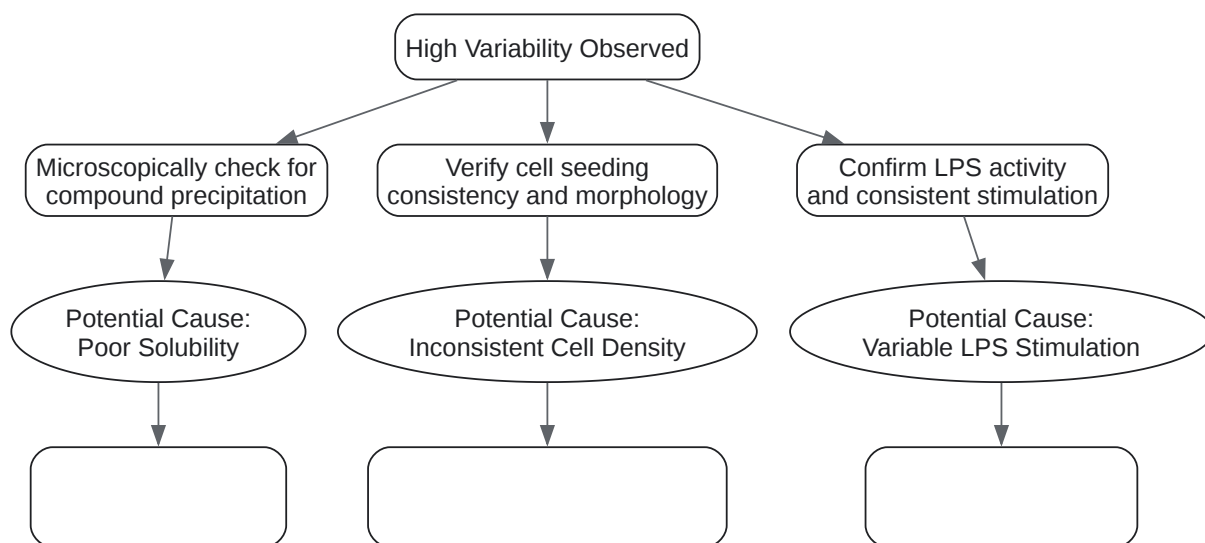 High Variability Observed
Microscopically check for
compound precipitation
Verify cell seeding
consistency and morphology
Confirm LPS activity
and consistent stimulation
Potential Cause:
Poor Solubility
Potential Cause:
Inconsistent Cell Density
Potential Cause:
Variable LPS Stimulation